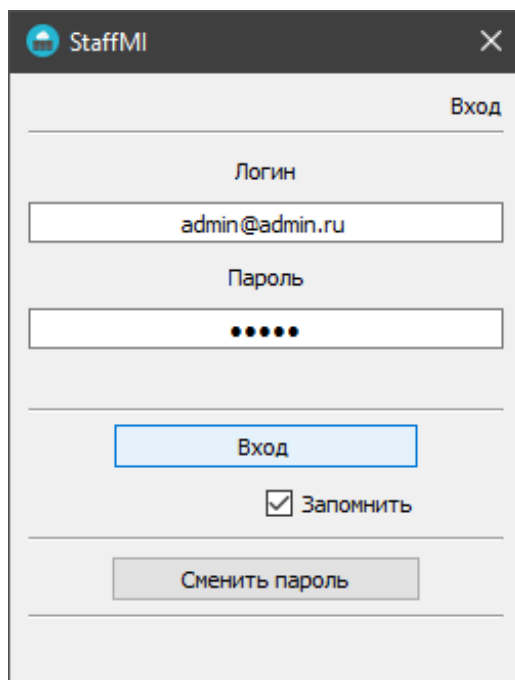 StaffMI
Вход
Логин
admin@admin.ru
Пароль
•••••
Вход
Запомнить
Сменить пароль